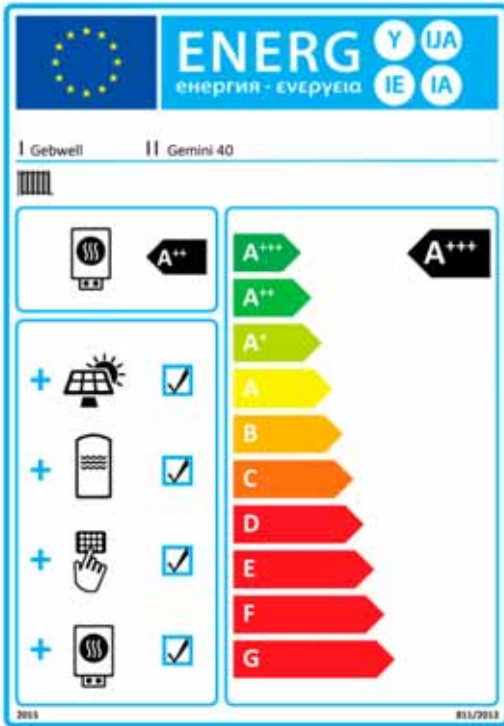 ENERG Y IJA
енергия · ενεργεια IE IA
I Gebwell II Gemini 40
A++
A+++
A+++
A++
A+
A
B
C
D
E
F
G
2015 811/2013